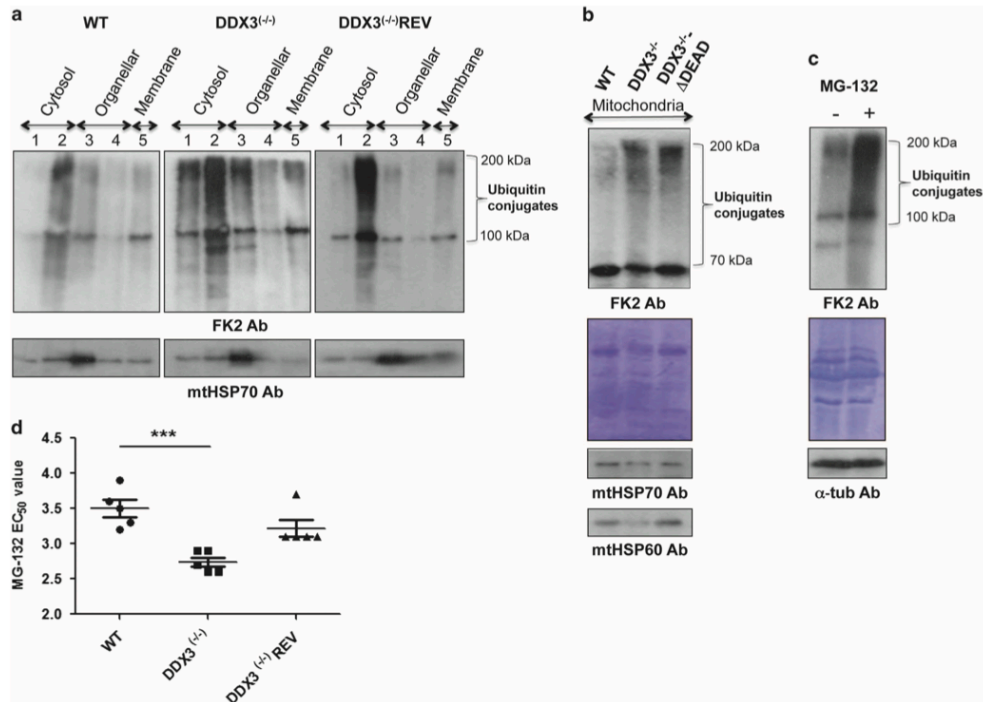 a
WT DDX3(-/-) DDX3(-/-)REV
Cytosol Organellar Membrane Cytosol Organellar Membrane Cytosol Organellar Membrane
1 2 3 4 5 1 2 3 4 5 1 2 3 4 5
200 kDa
Ubiquitin
conjugates
100 kDa
FK2 Ab
mtHSP70 Ab
b
WT DDX3-/- DDX3-/- ΔDEAD
Mitochondria
200 kDa
Ubiquitin
conjugates
70 kDa
FK2 Ab
mtHSP70 Ab
mtHSP60 Ab
c
MG-132
- +
200 kDa
Ubiquitin
conjugates
100 kDa
FK2 Ab
α-tub Ab
d
***
MG-132 EC50 value
4.5
4.0
3.5
3.0
2.5
2.0
WT
DDX3 (-/-)
DDX3 (-/-) REV